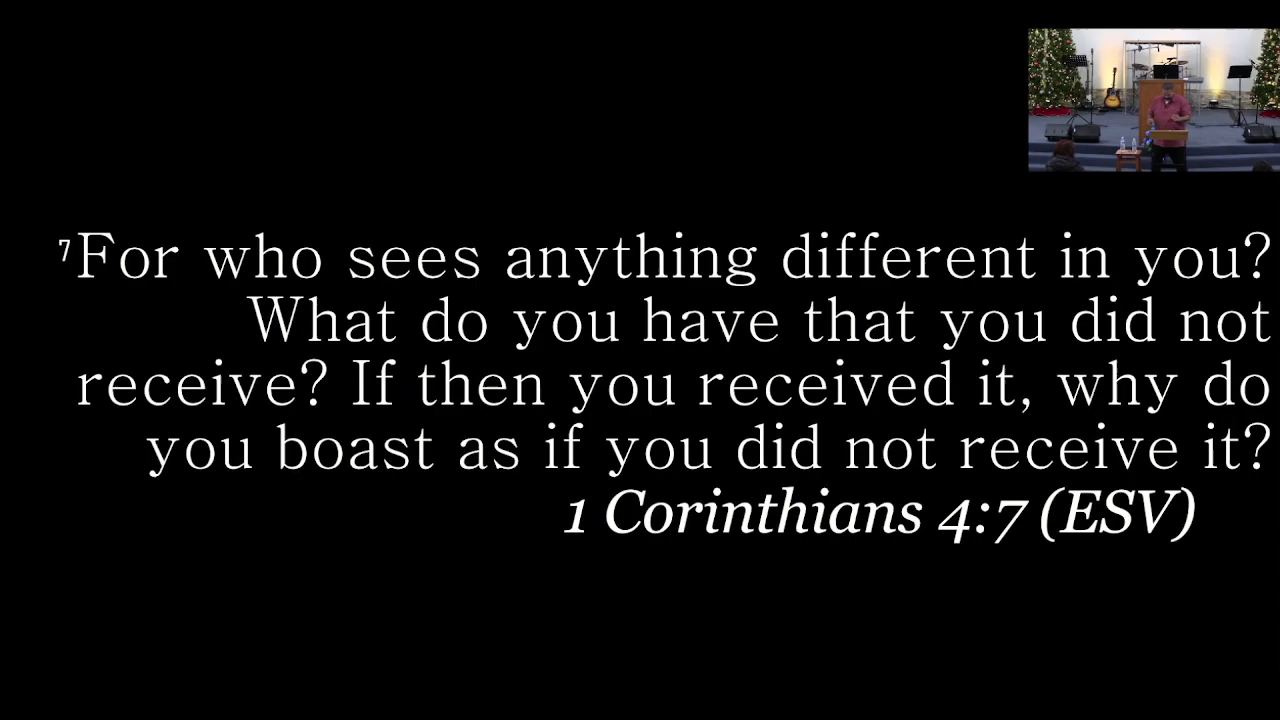 ⁷For who sees anything different in you?
What do you have that you did not
receive? If then you received it, why do
you boast as if you did not receive it?
1 Corinthians 4:7 (ESV)